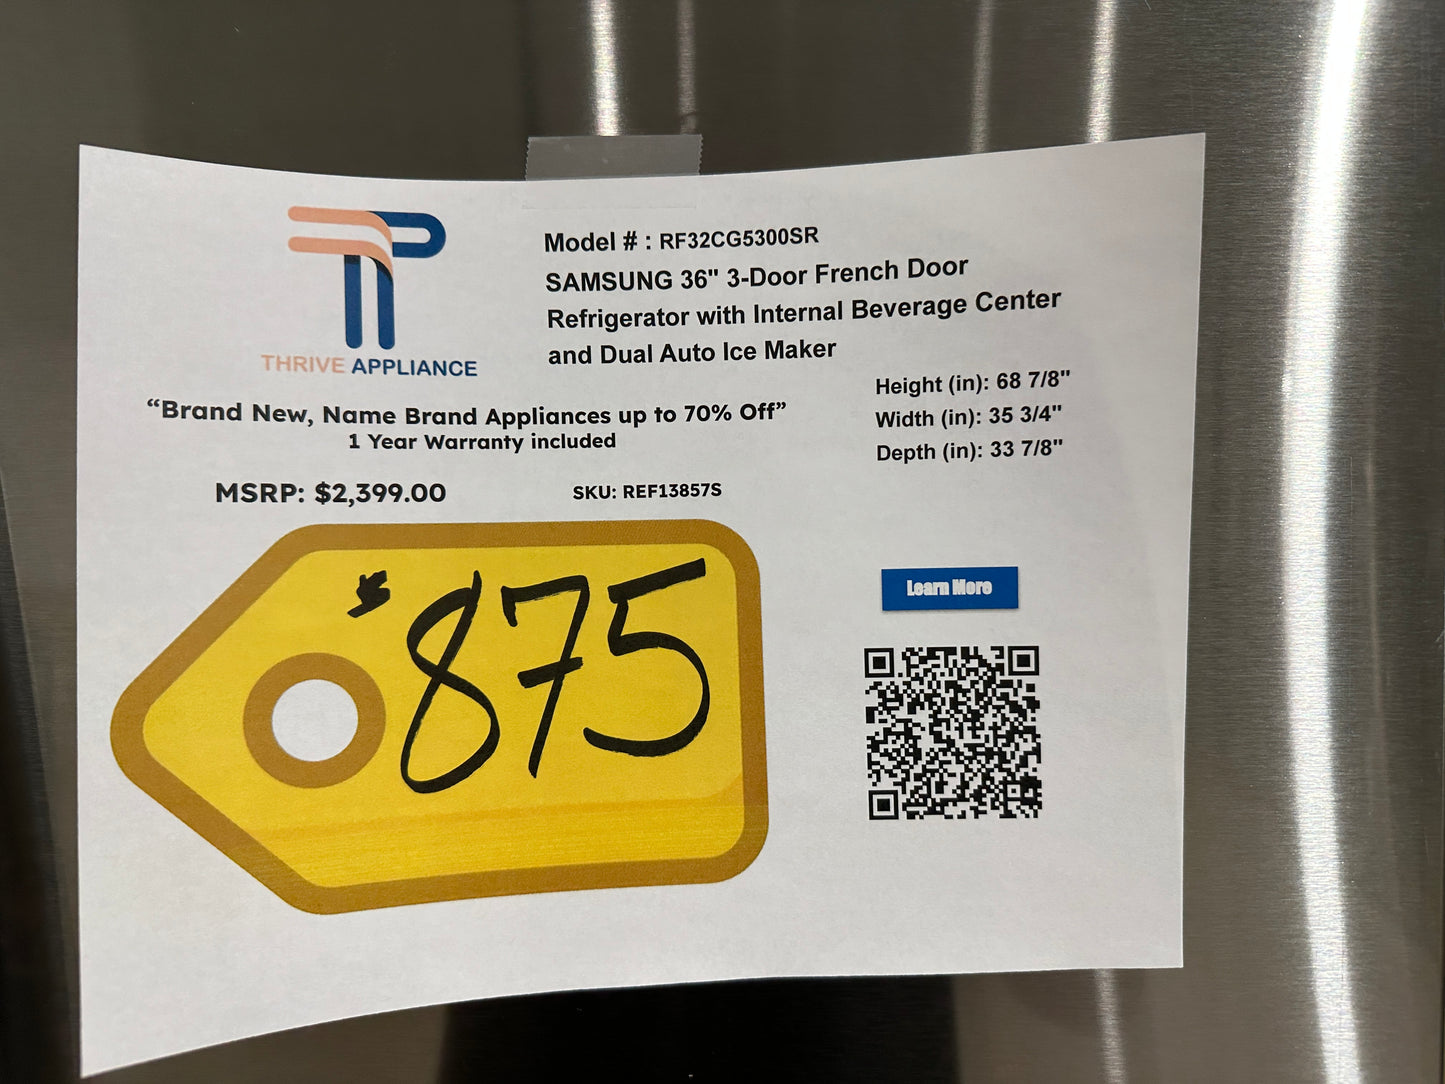 THRIVE APPLIANCE
Model # : RF32CG5300SR
SAMSUNG 36" 3-Door French Door
Refrigerator with Internal Beverage Center
and Dual Auto Ice Maker
Height (in): 68 7/8"
Width (in): 35 3/4"
Depth (in): 33 7/8"
“Brand New, Name Brand Appliances up to 70% Off”
1 Year Warranty included
MSRP: $2,399.00
SKU: REF13857S
$875
Learn More